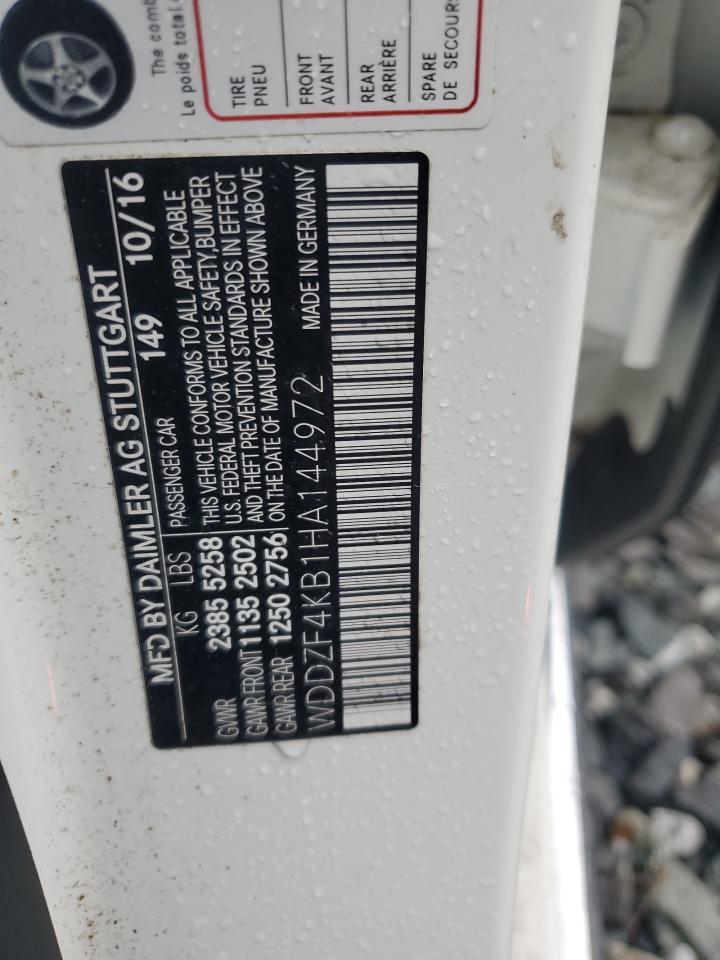 The comb
Le poids total
TIRE
PNEU
FRONT
AVANT
REAR
ARRIÈRE
SPARE
DE SECOURS
MFD BY DAIMLER AG STUTTGART
KG LBS PASSENGER CAR 149 10/16
GVWR 2385 5258 THIS VEHICLE CONFORMS TO ALL APPLICABLE
GAWR FRONT 1135 2502 U.S. FEDERAL MOTOR VEHICLE SAFETY,BUMPER
GAWR REAR 1250 2756 AND THEFT PREVENTION STANDARDS IN EFFECT
ON THE DATE OF MANUFACTURE SHOWN ABOVE
WDDZF4KB1HA144972 MADE IN GERMANY